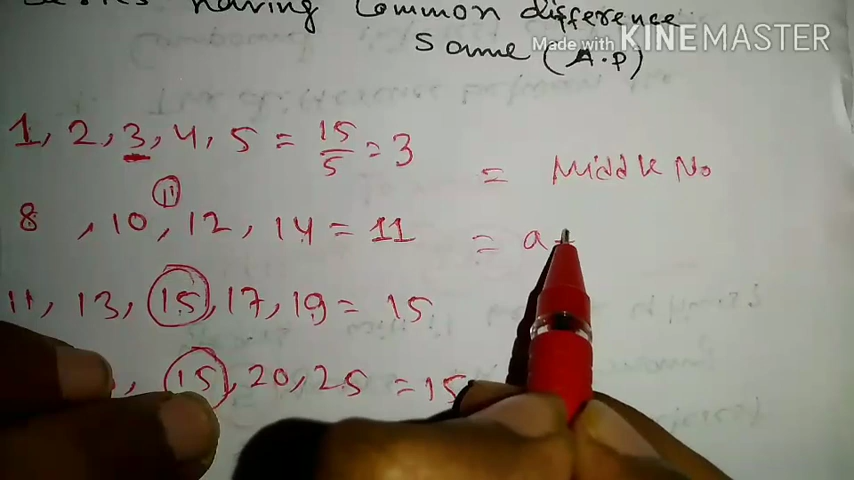 having Common difference
Same (A.P)
Made with KINEMASTER
1, 2, 3, 4, 5 = 15/5 = 3
= Middle No
11
8 , 10, 12, 14 = 11
= a
11, 13, 15, 17, 19 = 15
, 15, 20, 25 = 15